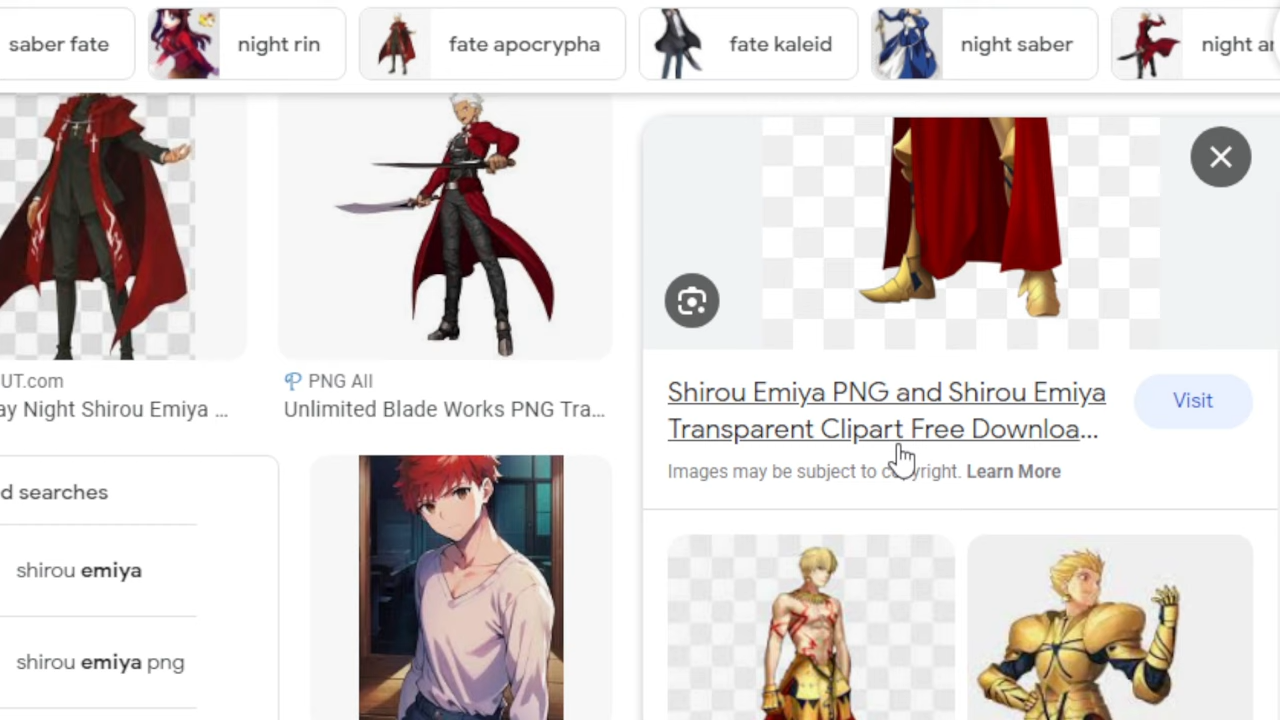 saber fate
night rin
fate apocrypha
fate kaleid
night saber
night ar
UT.com
ay Night Shirou Emiya ...
PNG All
Unlimited Blade Works PNG Tra...
d searches
shirou emiya
shirou emiya png
Shirou Emiya PNG and Shirou Emiya
Transparent Clipart Free Downloa...
Visit
Images may be subject to copyright. Learn More